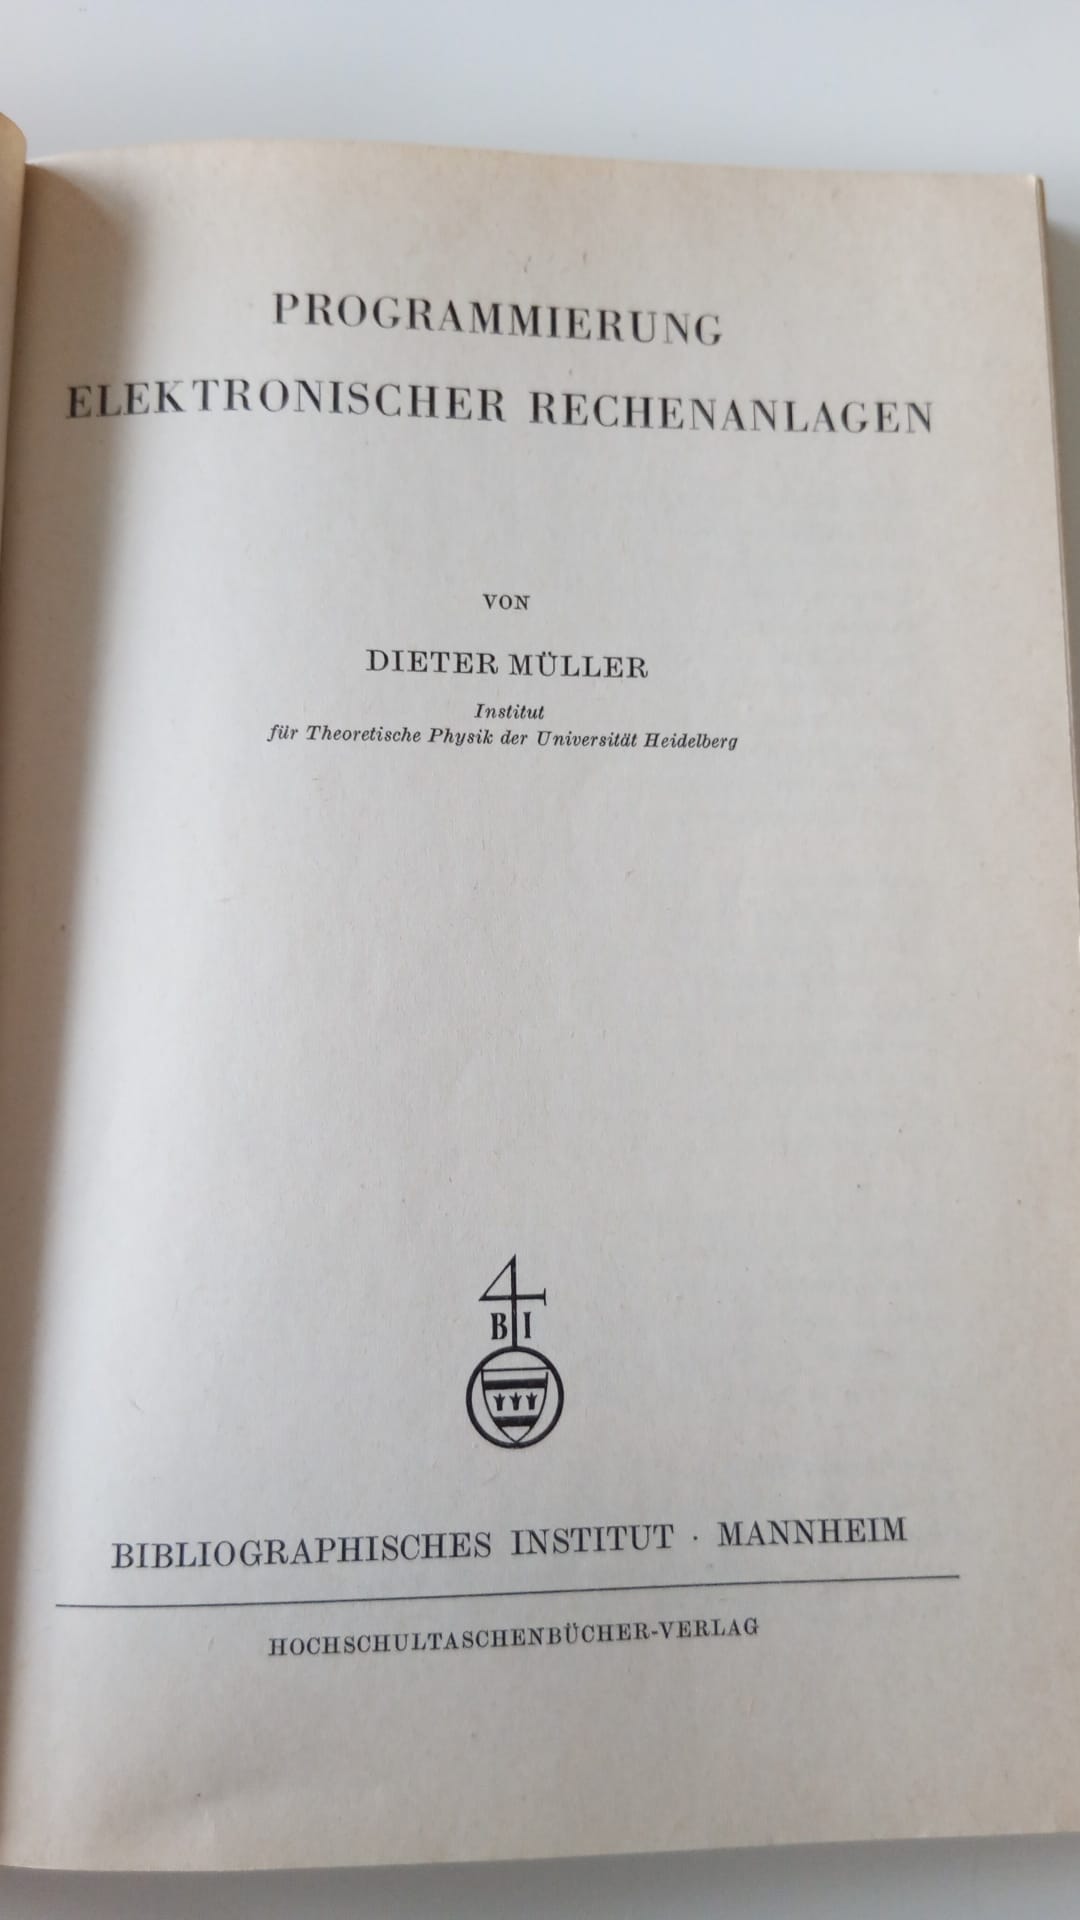 PROGRAMMIERUNG
ELEKTRONISCHER RECHENANLAGEN
VON
DIETER MÜLLER
Institut
für Theoretische Physik der Universität Heidelberg
B I
BIBLIOGRAPHISCHES INSTITUT · MANNHEIM
HOCHSCHULTASCHENBÜCHER-VERLAG